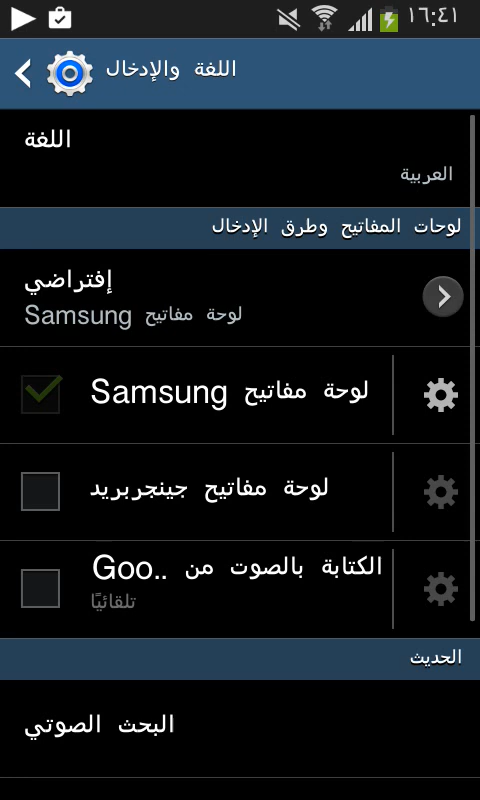 ١٦:٤١
اللغة والإدخال
اللغة
العربية
لوحات المفاتيح وطرق الإدخال
إفتراضي
لوحة مفاتيح Samsung
لوحة مفاتيح Samsung
لوحة مفاتيح جينجربريد
الكتابة بالصوت من Goo..
تلقائيًا
الحديث
البحث الصوتي